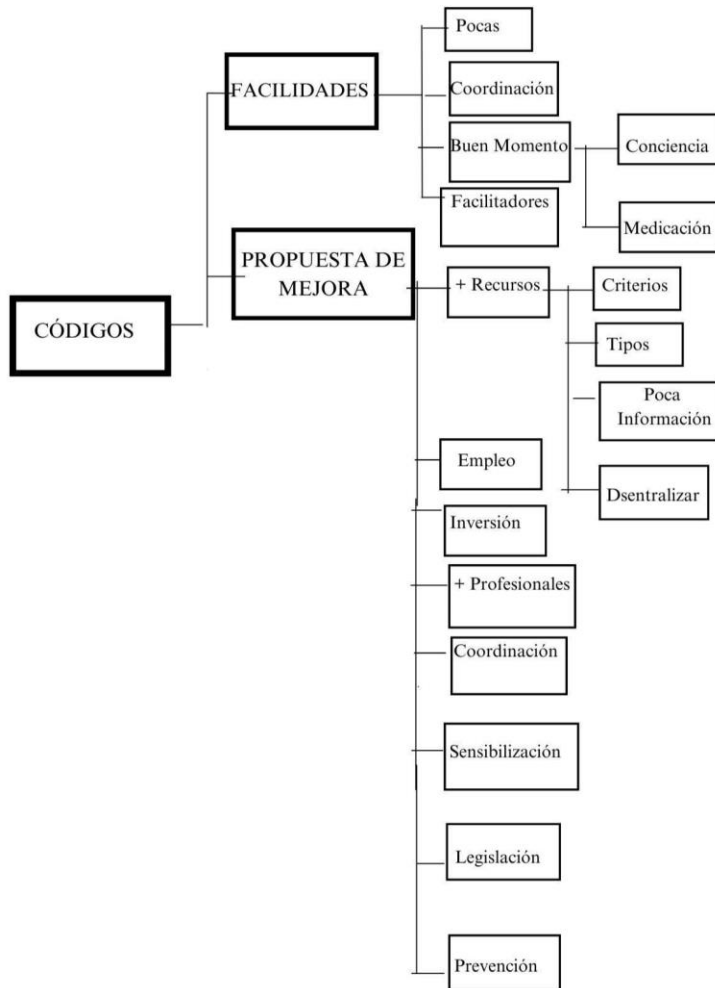 Pocas
FACILIDADES
Coordinación
Buen Momento
Conciencia
Facilitadores
Medicación
PROPUESTA DE
MEJORA
+ Recursos
Criterios
CÓDIGOS
Tipos
Poca
Información
Empleo
Dsentralizar
Inversión
+ Profesionales
Coordinación
Sensibilización
Legislación
Prevención